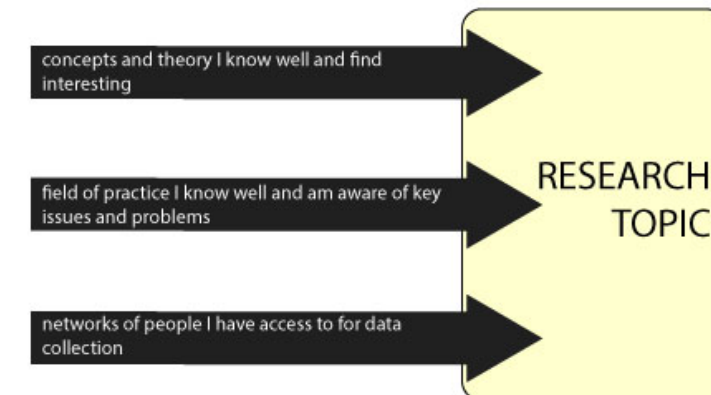 concepts and theory I know well and find
interesting
field of practice I know well and am aware of key
issues and problems
RESEARCH
TOPIC
networks of people I have access to for data
collection